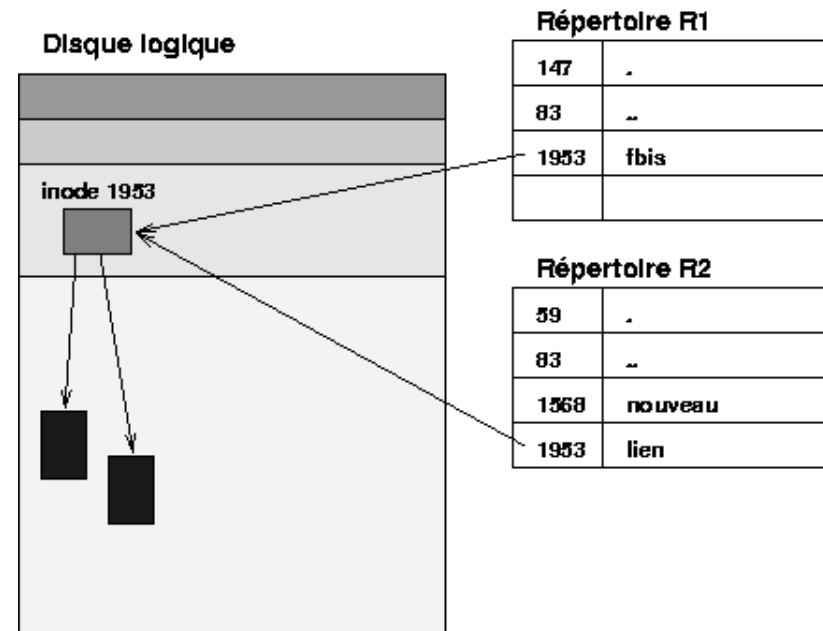 Disque logique
inode 1953
Répertoire R1
147 .
83 ..
1953 fbis
Répertoire R2
59 .
83 ..
1568 nouveau
1953 lien